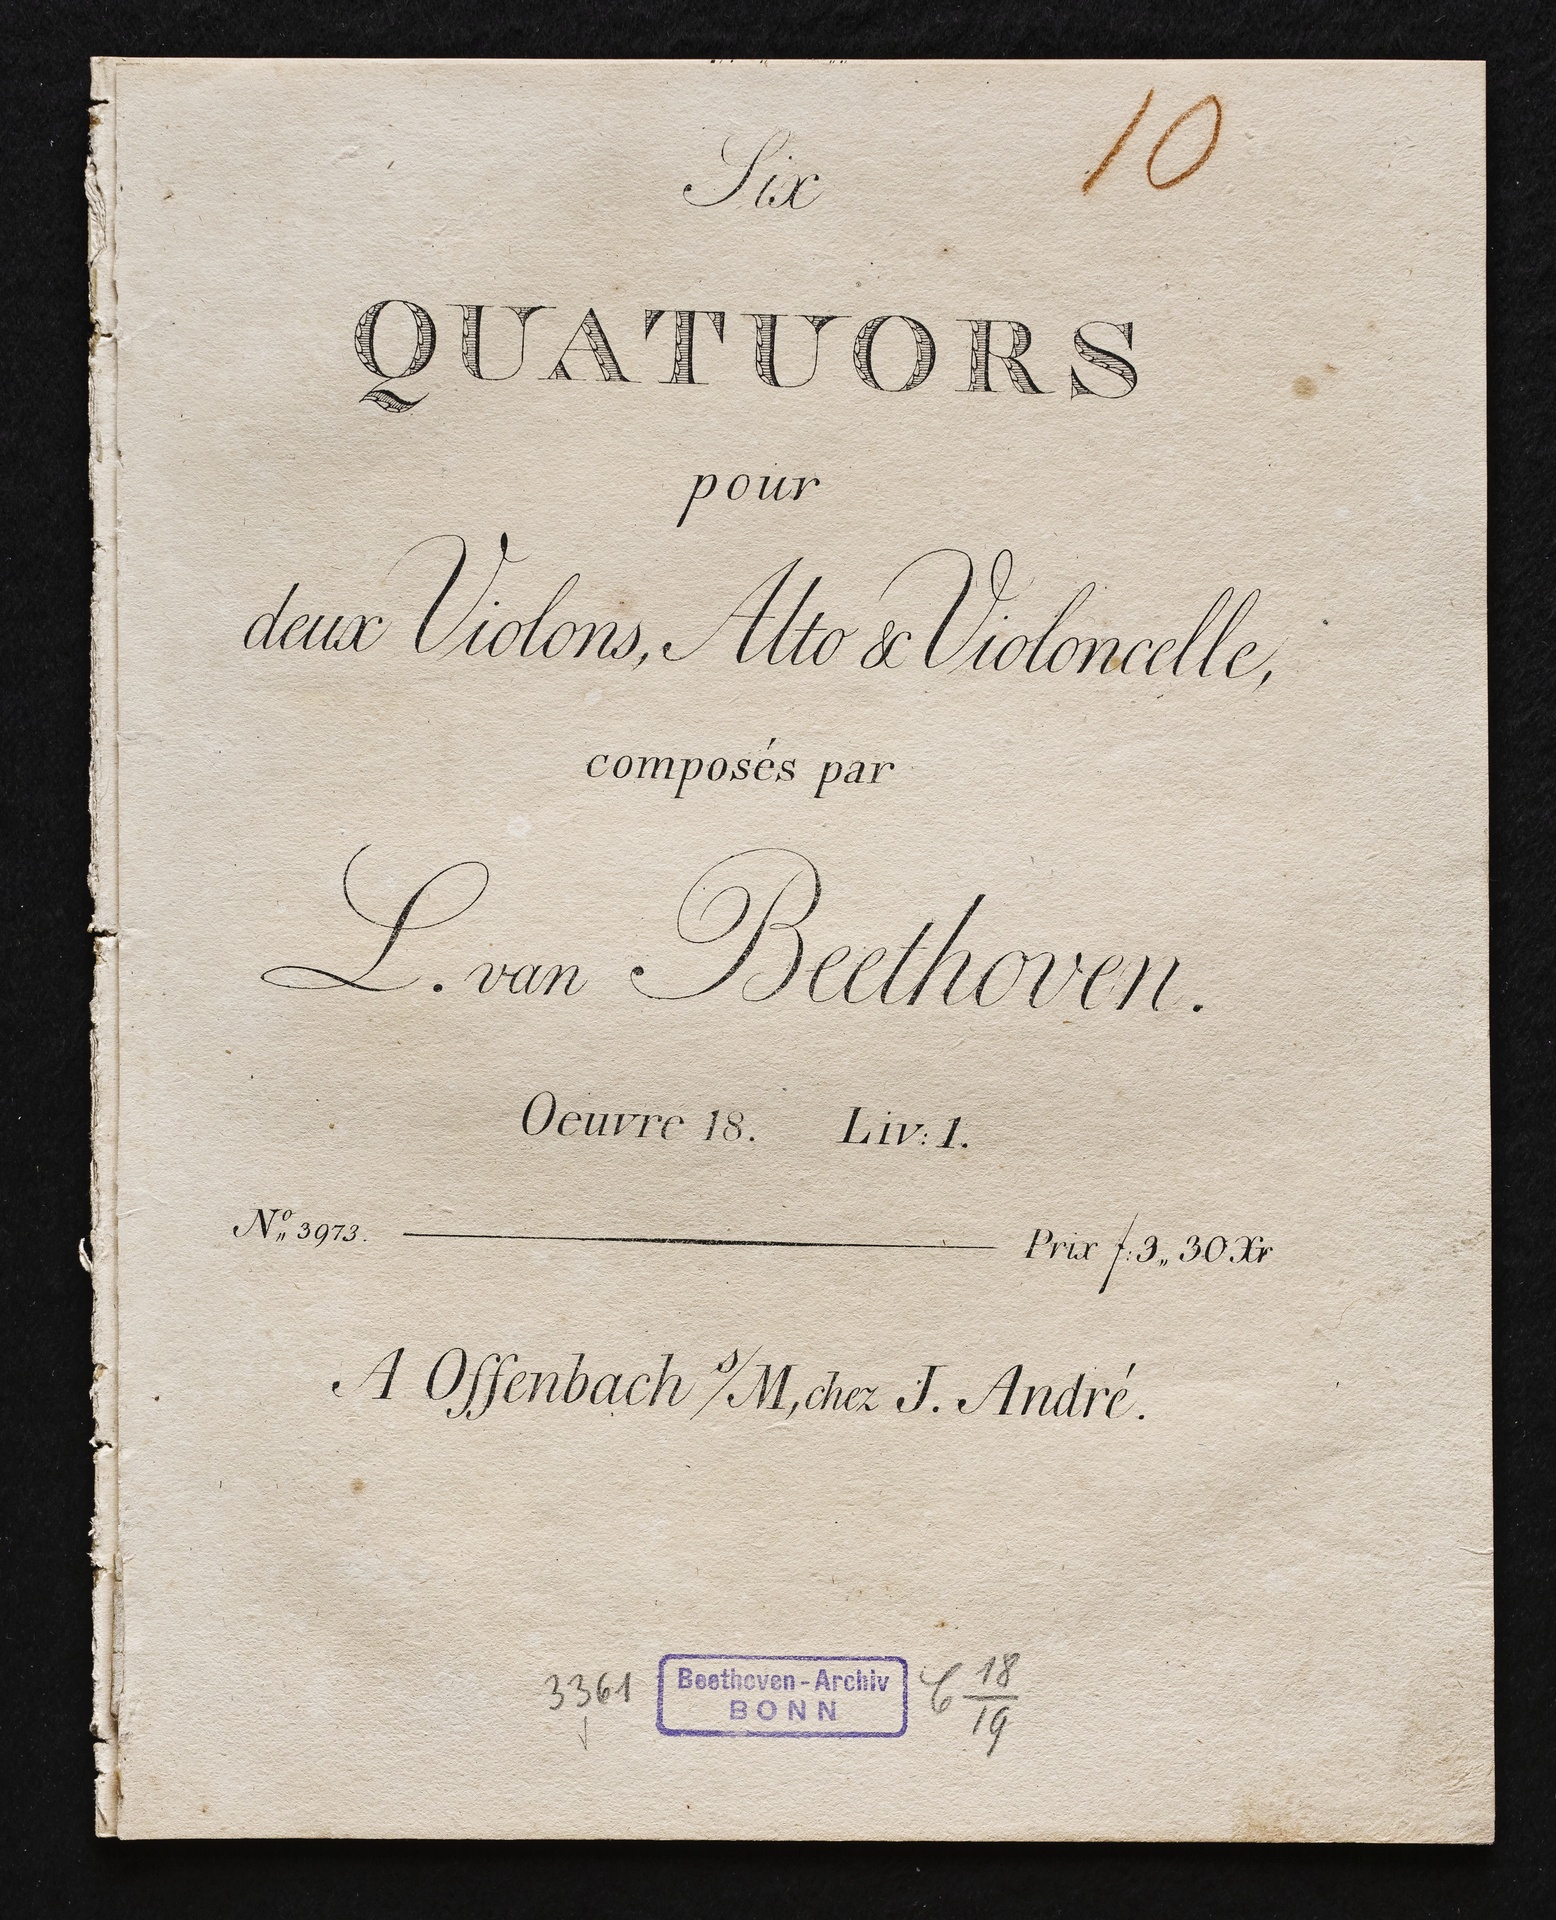 10
Six
QUATUORS
pour
deux Violons, Alto & Violoncelle,
composés par
L. van Beethoven.
Oeuvre 18. Liv: 1.
No„ 3973. Prix f: 3„ 30 Xr
A Offenbach s/M, chez J. André.
3361 Beethoven-Archiv
BONN
C 18/19